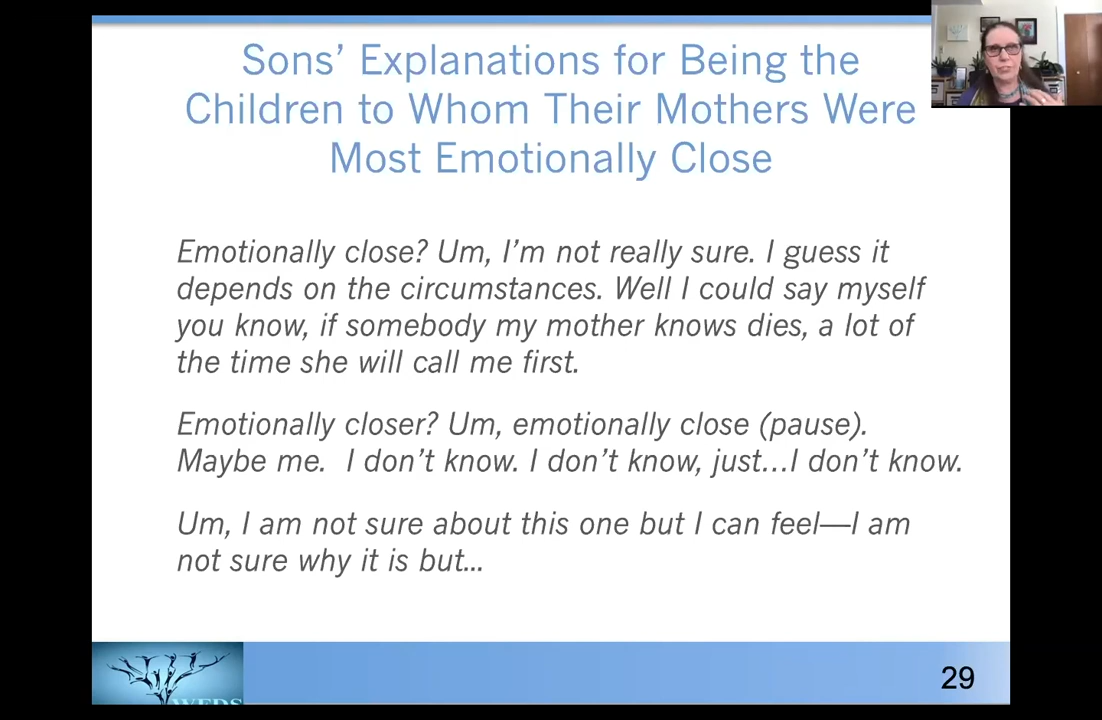 Sons’ Explanations for Being the
Children to Whom Their Mothers Were
Most Emotionally Close
Emotionally close? Um, I’m not really sure. I guess it
depends on the circumstances. Well I could say myself
you know, if somebody my mother knows dies, a lot of
the time she will call me first.
Emotionally closer? Um, emotionally close (pause).
Maybe me.  I don’t know. I don’t know, just…I don’t know.
Um, I am not sure about this one but I can feel—I am
not sure why it is but...
WFDS
29